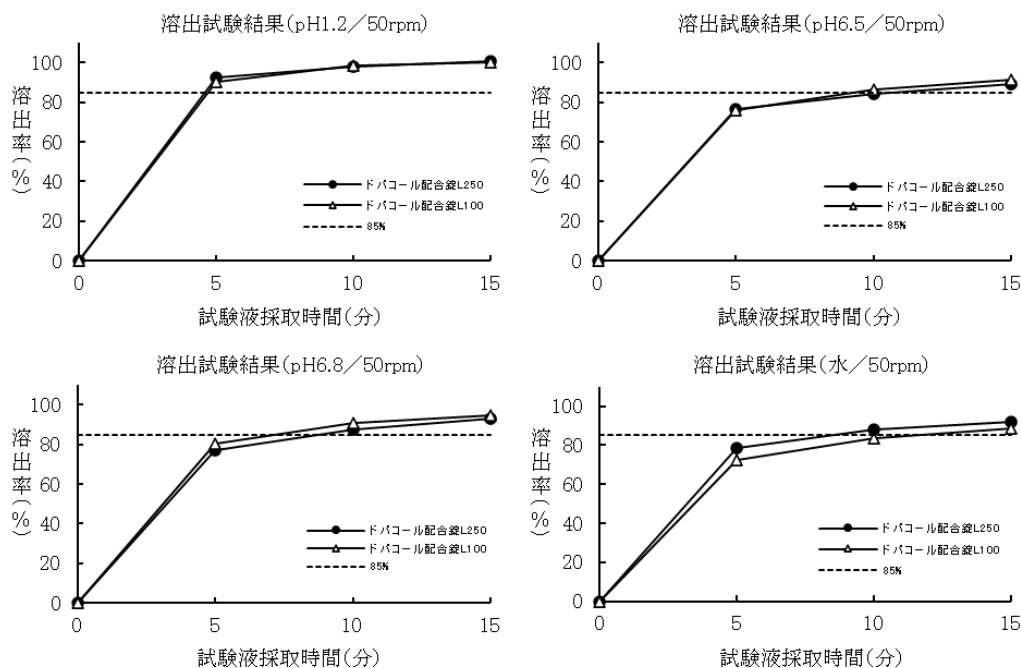 溶出試験結果(pH1.2／50rpm)
100
80
60
40
20
0
溶出率(%)
ドパコール配合錠L250
ドパコール配合錠L100
85%
0 5 10 15
試験液採取時間(分)
溶出試験結果(pH6.5／50rpm)
100
80
60
40
20
0
溶出率(%)
ドパコール配合錠L250
ドパコール配合錠L100
85%
0 5 10 15
試験液採取時間(分)
溶出試験結果(pH6.8／50rpm)
100
80
60
40
20
0
溶出率(%)
ドパコール配合錠L250
ドパコール配合錠L100
85%
0 5 10 15
試験液採取時間(分)
溶出試験結果(水／50rpm)
100
80
60
40
20
0
溶出率(%)
ドパコール配合錠L250
ドパコール配合錠L100
85%
0 5 10 15
試験液採取時間(分)